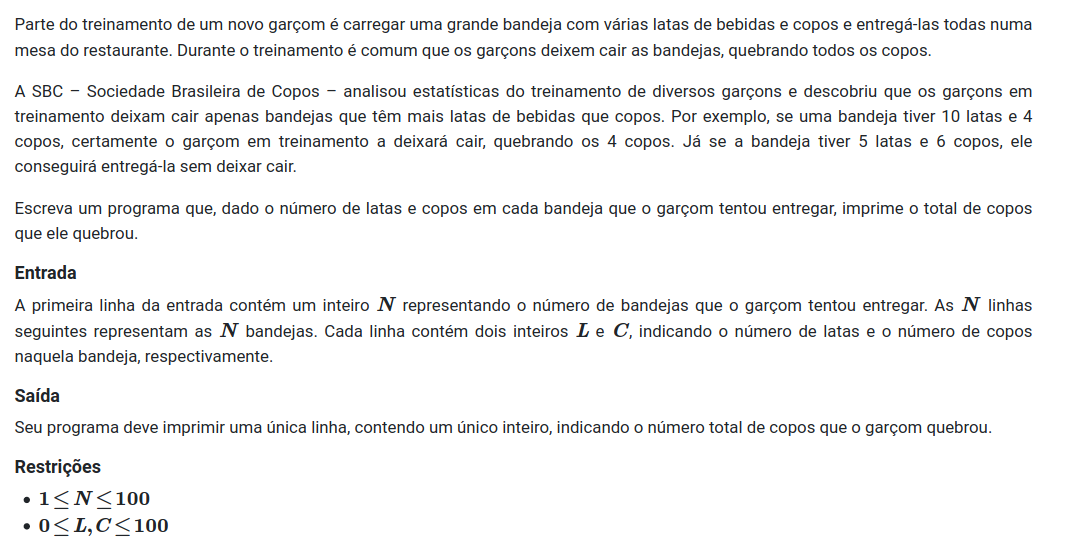 Parte do treinamento de um novo garçom é carregar uma grande bandeja com várias latas de bebidas e copos e entregá-las todas numa
mesa do restaurante. Durante o treinamento é comum que os garçons deixem cair as bandejas, quebrando todos os copos.
A SBC – Sociedade Brasileira de Copos – analisou estatísticas do treinamento de diversos garçons e descobriu que os garçons em
treinamento deixam cair apenas bandejas que têm mais latas de bebidas que copos. Por exemplo, se uma bandeja tiver 10 latas e 4
copos, certamente o garçom em treinamento a deixará cair, quebrando os 4 copos. Já se a bandeja tiver 5 latas e 6 copos, ele
conseguirá entregá-la sem deixar cair.
Escreva um programa que, dado o número de latas e copos em cada bandeja que o garçom tentou entregar, imprime o total de copos
que ele quebrou.
Entrada
A primeira linha da entrada contém um inteiro N representando o número de bandejas que o garçom tentou entregar. As N linhas
seguintes representam as N bandejas. Cada linha contém dois inteiros L e C, indicando o número de latas e o número de copos
naquela bandeja, respectivamente.
Saída
Seu programa deve imprimir uma única linha, contendo um único inteiro, indicando o número total de copos que o garçom quebrou.
Restrições
• 1 ≤ N ≤ 100
• 0 ≤ L, C ≤ 100